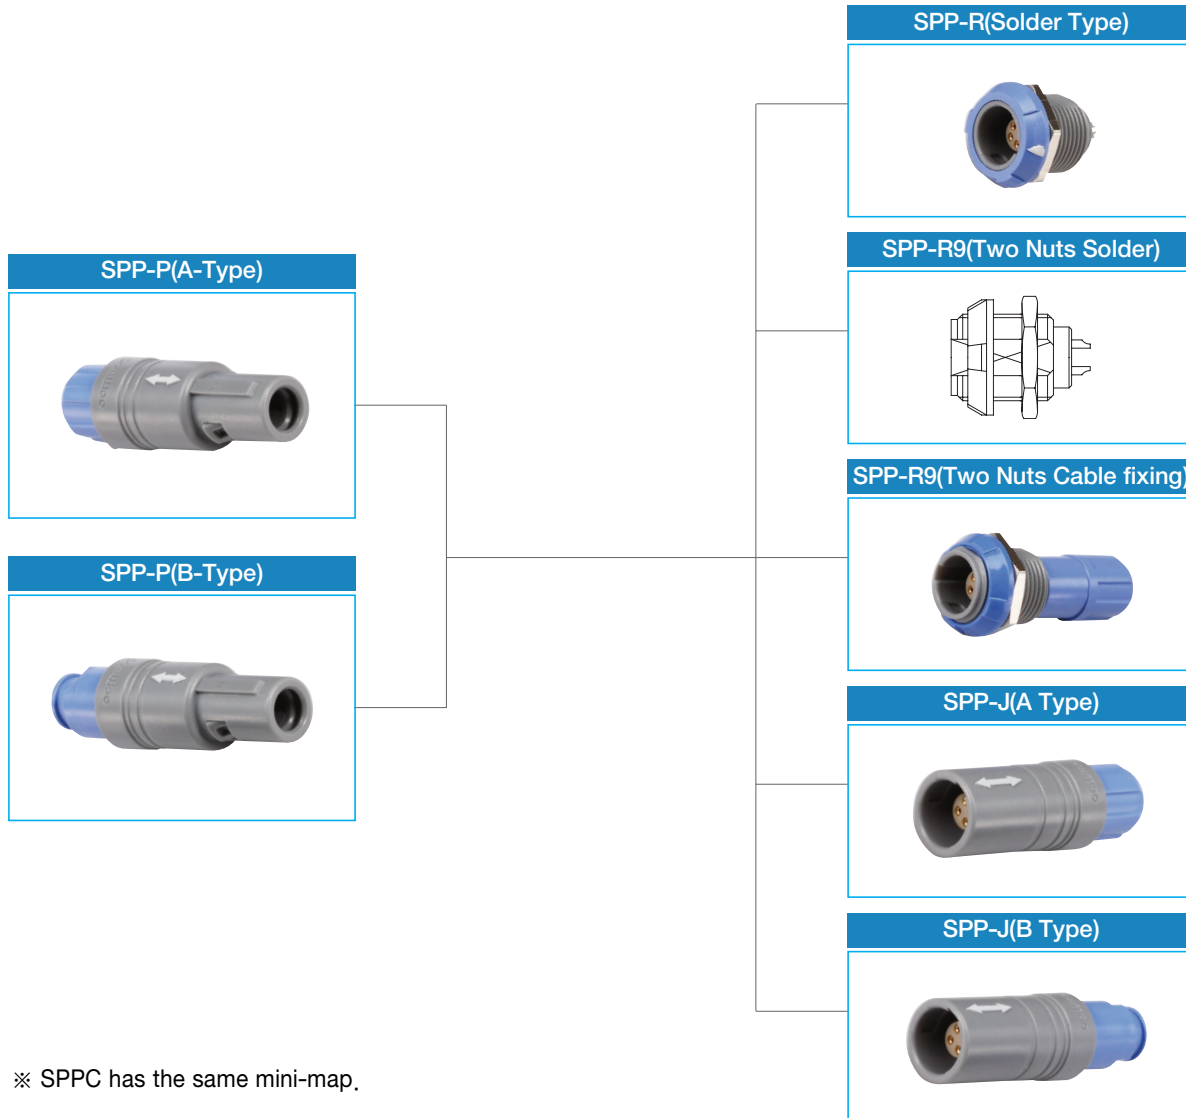 SPP-R(Solder Type)
SPP-R9(Two Nuts Solder)
SPP-P(A-Type)
SPP-R9(Two Nuts Cable fixing)
SPP-P(B-Type)
SPP-J(A Type)
SPP-J(B Type)
※ SPPC has the same mini-map.